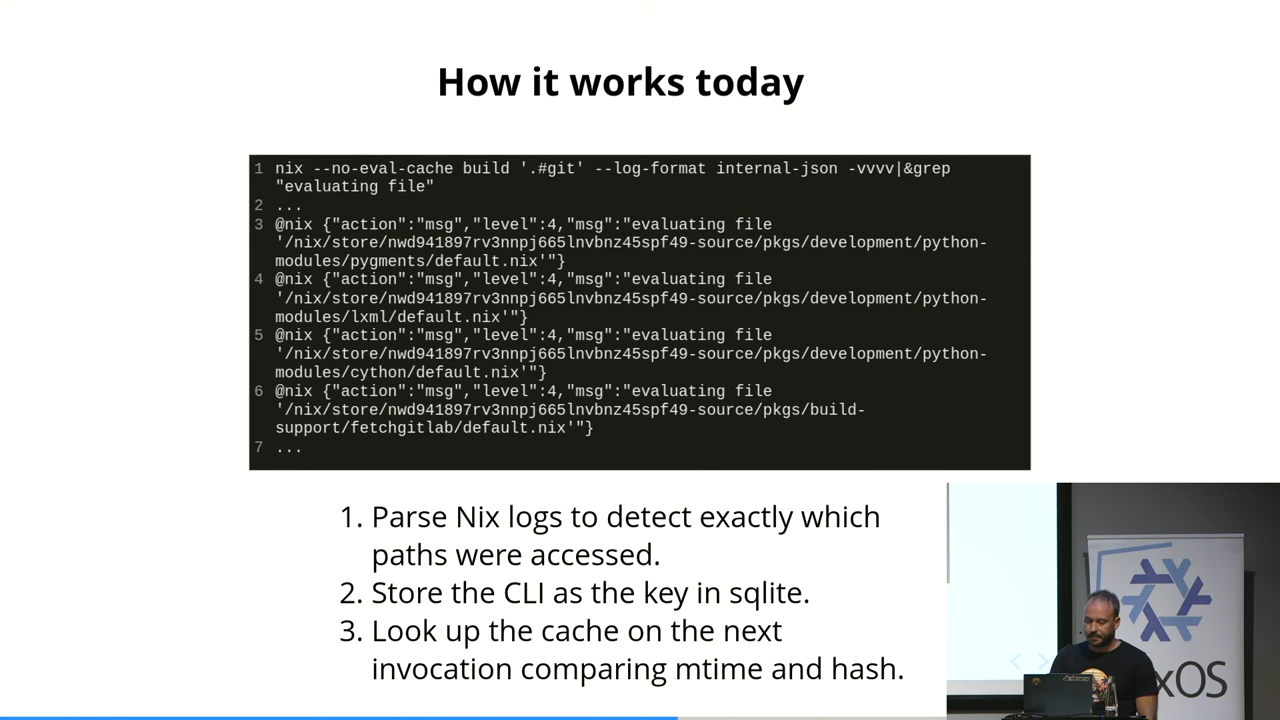 How it works today
1 nix --no-eval-cache build '.#git' --log-format internal-json -vvvv|&grep
"evaluating file"
2 ...
3 @nix {"action":"msg","level":4,"msg":"evaluating file
'/nix/store/nwd941897rv3nnpj665lnvbnz45spf49-source/pkgs/development/python-
modules/pygments/default.nix'"}
4 @nix {"action":"msg","level":4,"msg":"evaluating file
'/nix/store/nwd941897rv3nnpj665lnvbnz45spf49-source/pkgs/development/python-
modules/lxml/default.nix'"}
5 @nix {"action":"msg","level":4,"msg":"evaluating file
'/nix/store/nwd941897rv3nnpj665lnvbnz45spf49-source/pkgs/development/python-
modules/cython/default.nix'"}
6 @nix {"action":"msg","level":4,"msg":"evaluating file
'/nix/store/nwd941897rv3nnpj665lnvbnz45spf49-source/pkgs/build-
support/fetchgitlab/default.nix'"}
7 ...
1. Parse Nix logs to detect exactly which
paths were accessed.
2. Store the CLI as the key in sqlite.
3. Look up the cache on the next
invocation comparing mtime and hash.
xOS